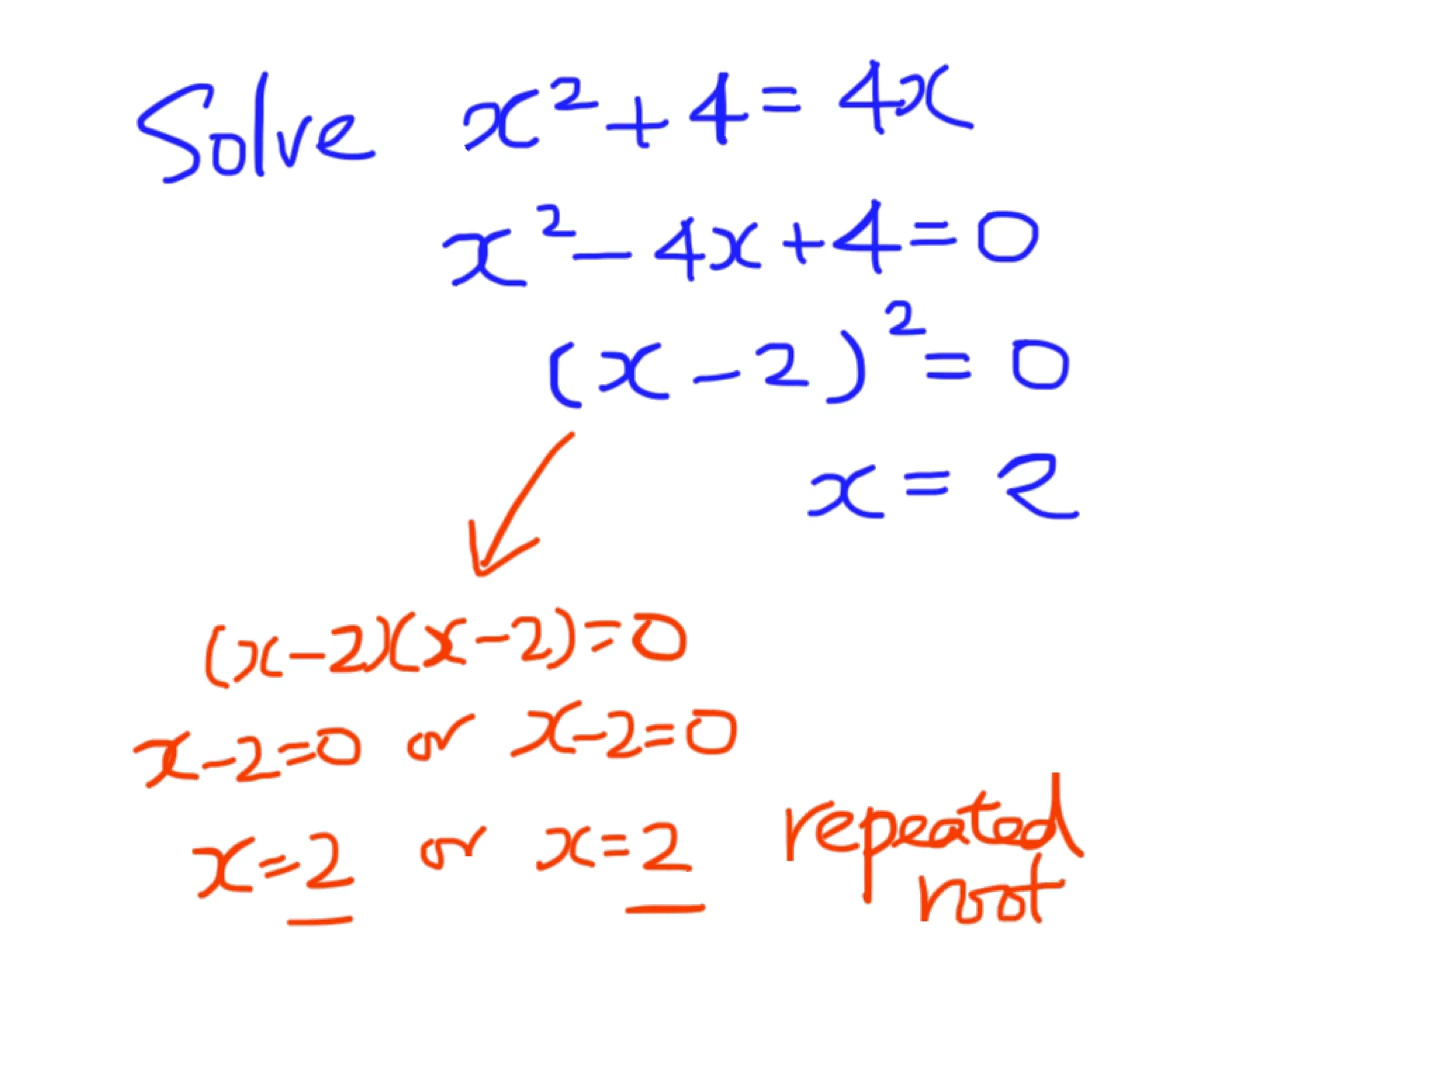 Solve x² + 4 = 4x
x² - 4x + 4 = 0
(x - 2)² = 0
x = 2
(x-2)(x-2)=0
x-2=0 or x-2=0
x=2 or x=2 repeated
root